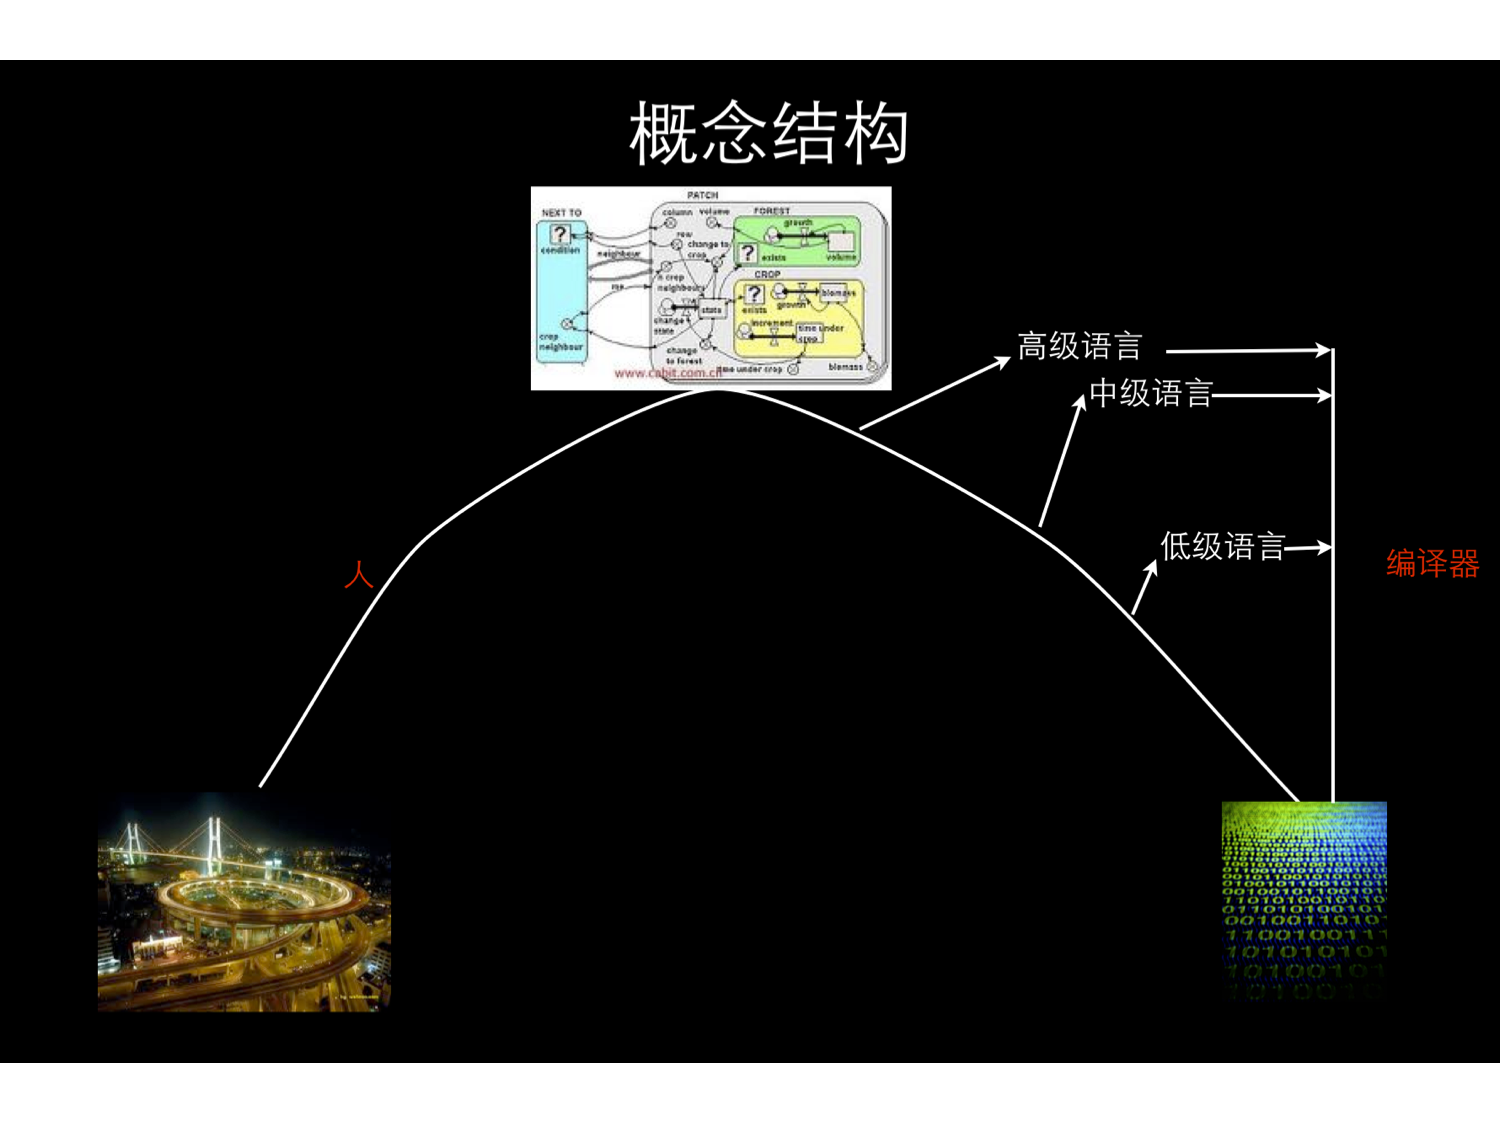 概念结构
PATCH
NEXT TO
column volume
FOREST
growth
?
condition
row
change to
crop
?
exists
volume
neighbour
CROP
me
n crop
neighbours
?
exists
growth
biomass
state
change
state
increment
time under
crop
crop
neighbour
change
to forest
time under crop
biomass
www.cabit.com.cn
高级语言
中级语言
低级语言
人
编译器